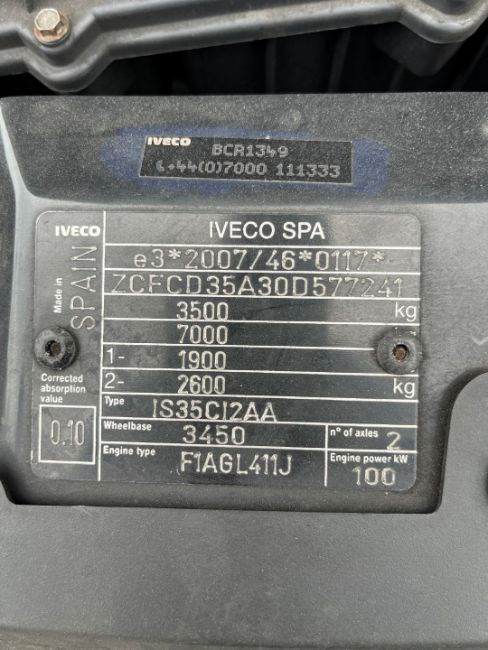 IVECO BCR1349
+44(0)7000 111333
IVECO IVECO SPA
Made in SPAIN
e3*2007/46*0117*
ZCFCD35A30D577241
3500 kg
7000
1- 1900
2- 2600 kg
Corrected absorption value
0.10
Type IS35CI2AA
Wheelbase 3450 n° of axles 2
Engine type F1AGL411J Engine power kW 100